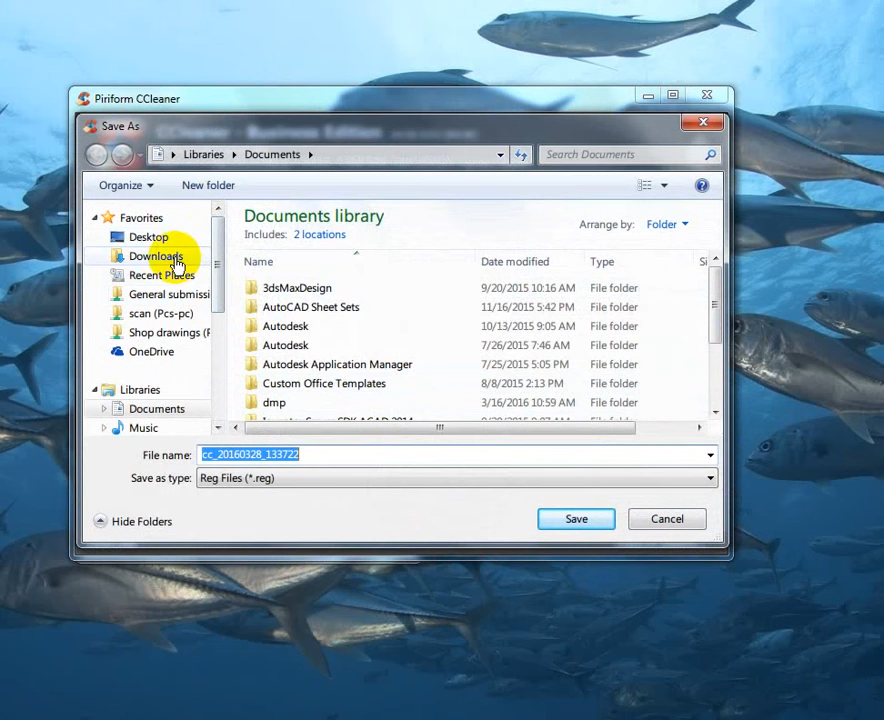 Piriform CCleaner
Save As
CCleaner - Business Edition
Libraries Documents
Search Documents
Organize New folder
Favorites
Desktop
Downloads
Recent Places
General submissi
scan (Pcs-pc)
Shop drawings (F
OneDrive
Libraries
Documents
Music
Documents library
Includes: 2 locations
Arrange by: Folder
Name Date modified Type Si
3dsMaxDesign 9/20/2015 10:16 AM File folder
AutoCAD Sheet Sets 11/16/2015 5:42 PM File folder
Autodesk 10/13/2015 9:05 AM File folder
Autodesk 7/26/2015 7:46 AM File folder
Autodesk Application Manager 7/25/2015 5:05 PM File folder
Custom Office Templates 8/8/2015 2:13 PM File folder
dmp 3/16/2016 10:59 AM File folder
File name: cc_20160328_133722
Save as type: Reg Files (*.reg)
Hide Folders
Save Cancel